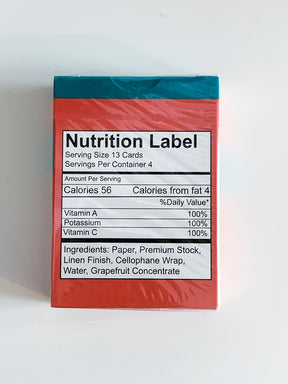 Nutrition Label
Serving Size 13 Cards
Servings Per Container 4
Amount Per Serving
Calories 56 Calories from fat 4
%Daily Value*
Vitamin A 100%
Potassium 100%
Vitamin C 100%
Ingredients: Paper, Premium Stock,
Linen Finish, Cellophane Wrap,
Water, Grapefruit Concentrate